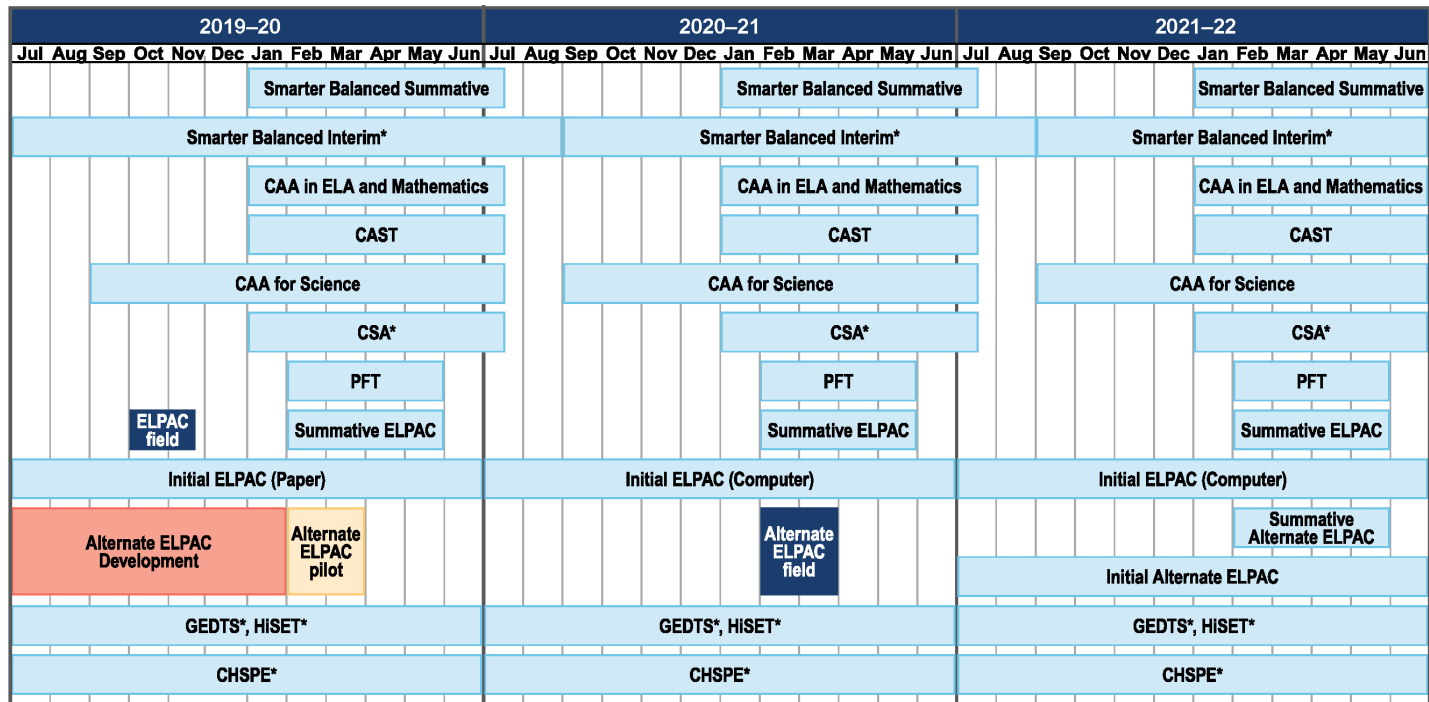 2019–20 2020–21 2021–22
Jul Aug Sep Oct Nov Dec Jan Feb Mar Apr May Jun Jul Aug Sep Oct Nov Dec Jan Feb Mar Apr May Jun Jul Aug Sep Oct Nov Dec Jan Feb Mar Apr May Jun
Smarter Balanced Summative Smarter Balanced Summative Smarter Balanced Summative
Smarter Balanced Interim* Smarter Balanced Interim* Smarter Balanced Interim*
CAA in ELA and Mathematics CAA in ELA and Mathematics CAA in ELA and Mathematics
CAST CAST CAST
CAA for Science CAA for Science CAA for Science
CSA* CSA* CSA*
PFT PFT PFT
ELPAC
field
Summative ELPAC Summative ELPAC Summative ELPAC
Initial ELPAC (Paper) Initial ELPAC (Computer) Initial ELPAC (Computer)
Alternate ELPAC
Development
Alternate
ELPAC
pilot
Alternate
ELPAC
field
Summative
Alternate ELPAC
Initial Alternate ELPAC
GEDTS*, HiSET* GEDTS*, HiSET* GEDTS*, HiSET*
CHSPE* CHSPE* CHSPE*